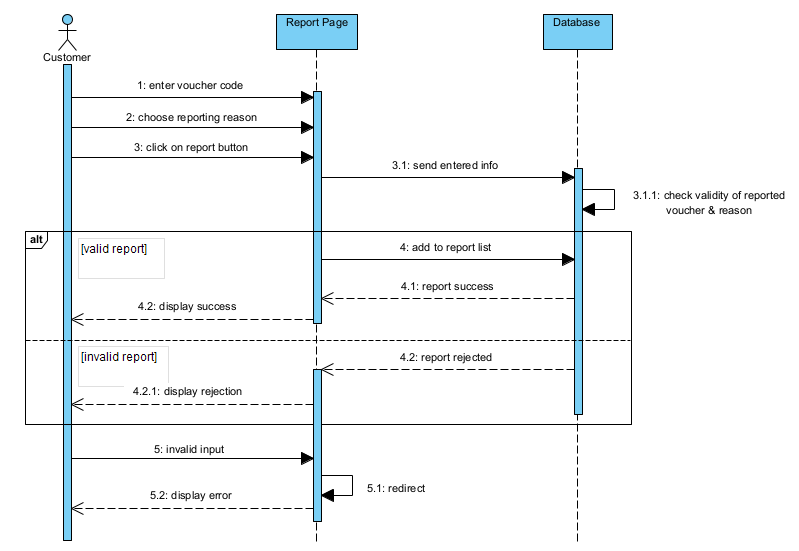 Customer
Report Page
Database
1: enter voucher code
2: choose reporting reason
3: click on report button
3.1: send entered info
3.1.1: check validity of reported
voucher & reason
alt
[valid report]
4: add to report list
4.1: report success
4.2: display success
[invalid report]
4.2: report rejected
4.2.1: display rejection
5: invalid input
5.1: redirect
5.2: display error